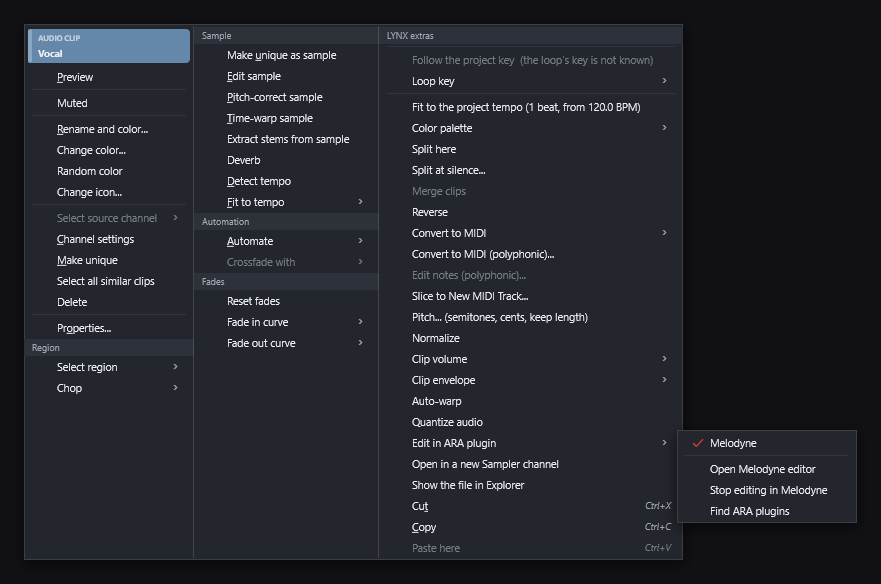 AUDIO CLIP
Vocal
Preview
Muted
Rename and color...
Change color...
Random color
Change icon...
Select source channel
Channel settings
Make unique
Select all similar clips
Delete
Properties...
Region
Select region
Chop
Sample
Make unique as sample
Edit sample
Pitch-correct sample
Time-warp sample
Extract stems from sample
Deverb
Detect tempo
Fit to tempo
Automation
Automate
Crossfade with
Fades
Reset fades
Fade in curve
Fade out curve
LYNX extras
Follow the project key (the loop's key is not known)
Loop key
Fit to the project tempo (1 beat, from 120.0 BPM)
Color palette
Split here
Split at silence...
Merge clips
Reverse
Convert to MIDI
Convert to MIDI (polyphonic)...
Edit notes (polyphonic)...
Slice to New MIDI Track...
Pitch... (semitones, cents, keep length)
Normalize
Clip volume
Clip envelope
Auto-warp
Quantize audio
Edit in ARA plugin
Open in a new Sampler channel
Show the file in Explorer
Cut Ctrl+X
Copy Ctrl+C
Paste here Ctrl+V
Melodyne
Open Melodyne editor
Stop editing in Melodyne
Find ARA plugins